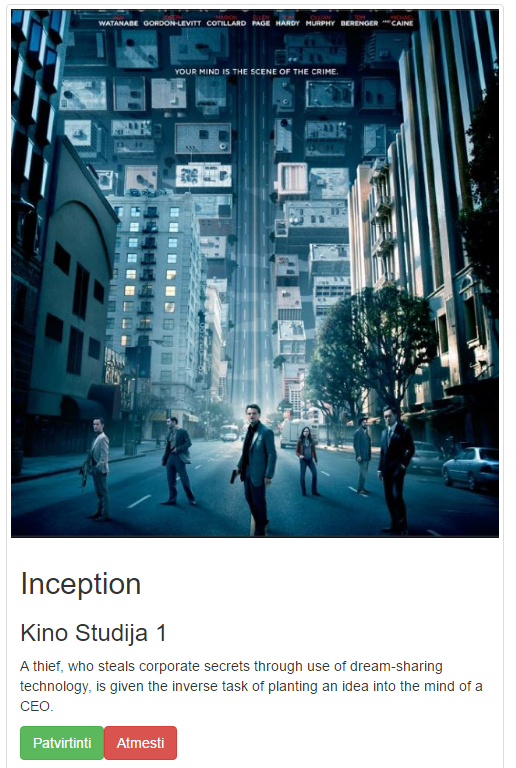 WATANABE GORDON-LEVITT COTILLARD PAGE HARDY MURPHY BERENGER AND CAINE
YOUR MIND IS THE SCENE OF THE CRIME.
Inception
Kino Studija 1
A thief, who steals corporate secrets through use of dream-sharing
technology, is given the inverse task of planting an idea into the mind of a
CEO.
Patvirtinti Atmesti